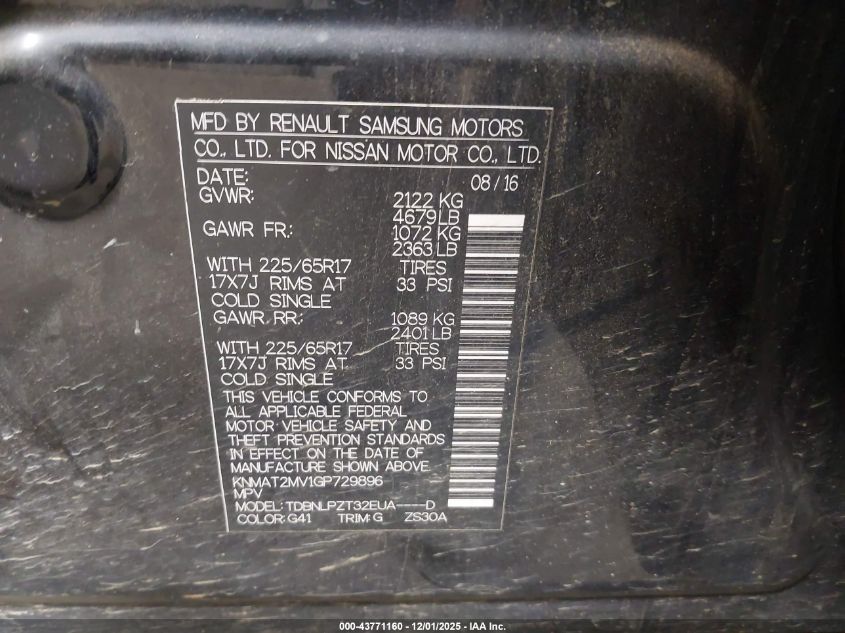 MFD BY RENAULT SAMSUNG MOTORS
CO., LTD. FOR NISSAN MOTOR CO., LTD.
DATE: 08/16
GVWR: 2122 KG
4679 LB
GAWR FR.: 1072 KG
2363 LB
WITH 225/65R17 TIRES
17X7J RIMS AT 33 PSI
COLD SINGLE
GAWR. RR.: 1089 KG
2401 LB
WITH 225/65R17 TIRES
17X7J RIMS AT 33 PSI
COLD SINGLE
THIS VEHICLE CONFORMS TO
ALL APPLICABLE FEDERAL
MOTOR VEHICLE SAFETY AND
THEFT PREVENTION STANDARDS
IN EFFECT ON THE DATE OF
MANUFACTURE SHOWN ABOVE.
KNMAT2MV1GP729896
MPV
MODEL: TDBNLPZT32EUA----D
COLOR: G41 TRIM: G ZS30A
000-43771160 - 12/01/2025 - IAA Inc.